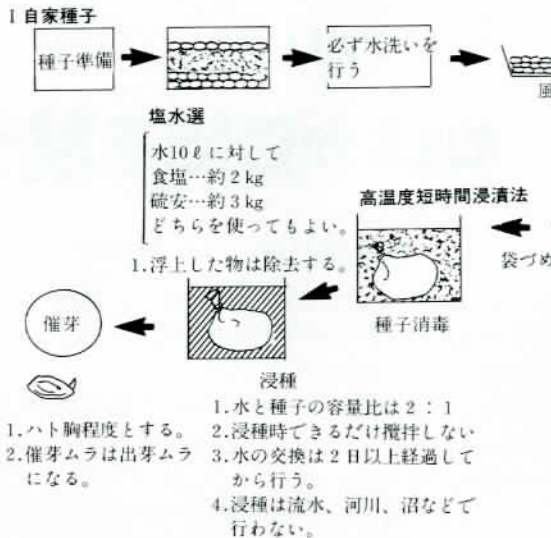 I 自家種子
種子準備
必ず水洗いを
行う
風
塩水選
水10ℓに対して
食塩…約2kg
硫安…約3kg
どちらを使ってもよい。
1.浮上した物は除去する。
高温度短時間浸漬法
袋づめ
種子消毒
浸種
1.水と種子の容量比は2：1
2.浸種時できるだけ攪拌しない
3.水の交換は2日以上経過して
から行う。
4.浸種は流水、河川、沼などで
行わない。
催芽
1.ハト胸程度とする。
2.催芽ムラは出芽ムラ
になる。